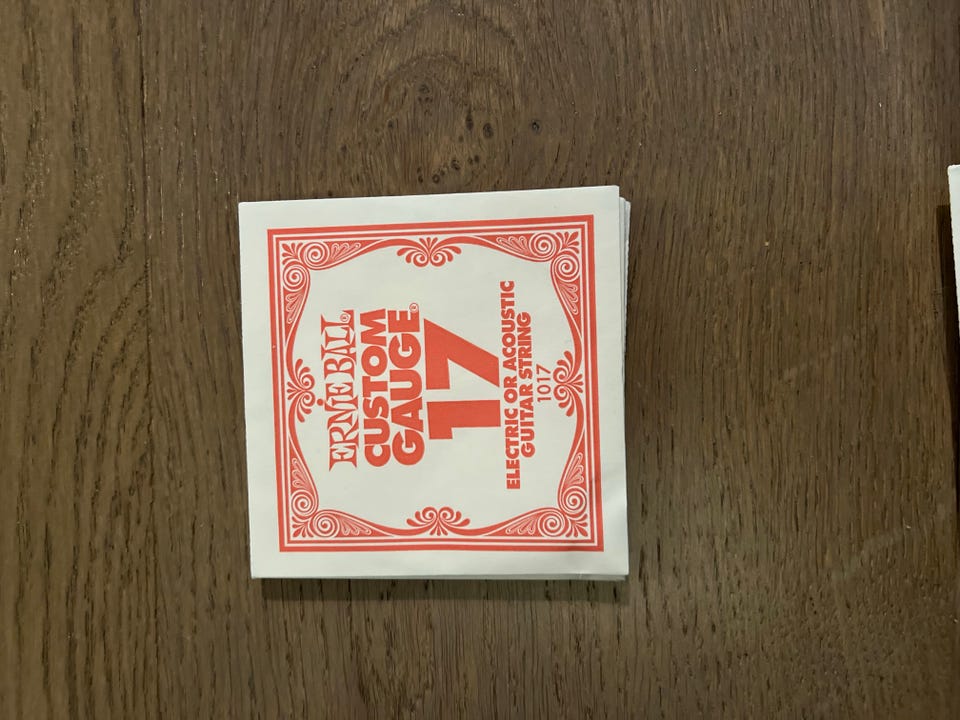 ERNIE BALL®
CUSTOM
GAUGE®
17
ELECTRIC OR ACOUSTIC
GUITAR STRING
1017